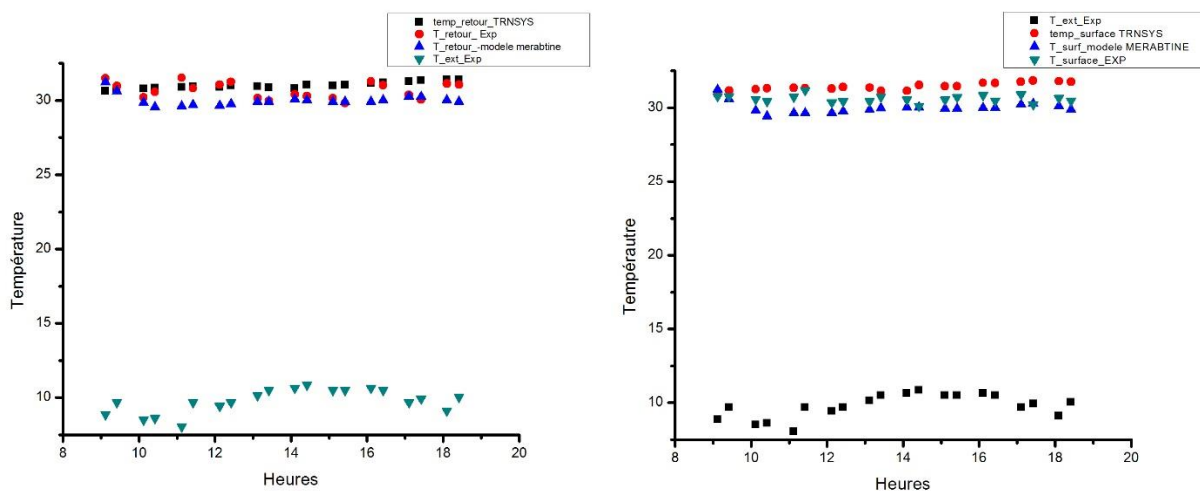 temp_retour_TRNSYS
T_retour_ Exp
T_retour_-modele merabtine
T_ext_Exp
30
25
20
15
10
8
10
12
14
16
18
20
Température
Heures
T_ext_Exp
temp_surface TRNSYS
T_surf_modele MERABTINE
T_surface_EXP
30
25
20
15
10
8
10
12
14
16
18
20
Tempérautre
Heures